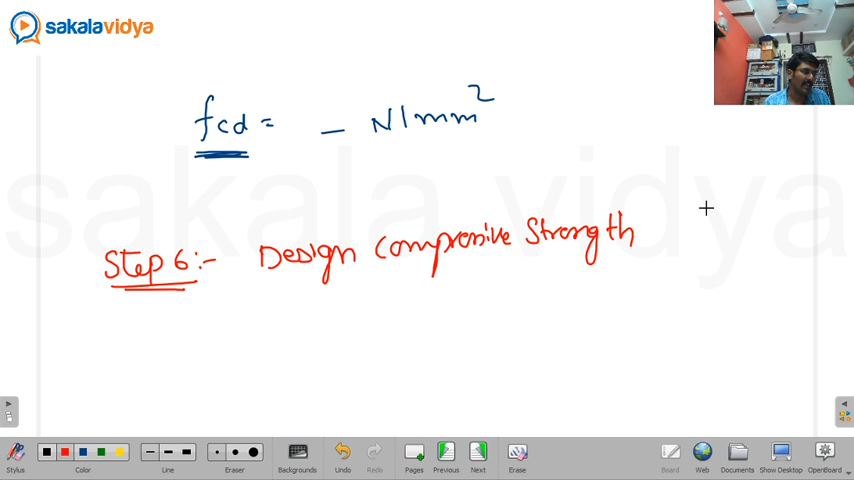 sakalavidya
fcd = _ N/mm²
sakala vidya
Step 6:- Design Compressive Strength
Stylus
Color
Line
Eraser
Backgrounds
Undo
Redo
Pages
Previous
Next
Erase
Board
Web
Documents
Show Desktop
OpenBoard